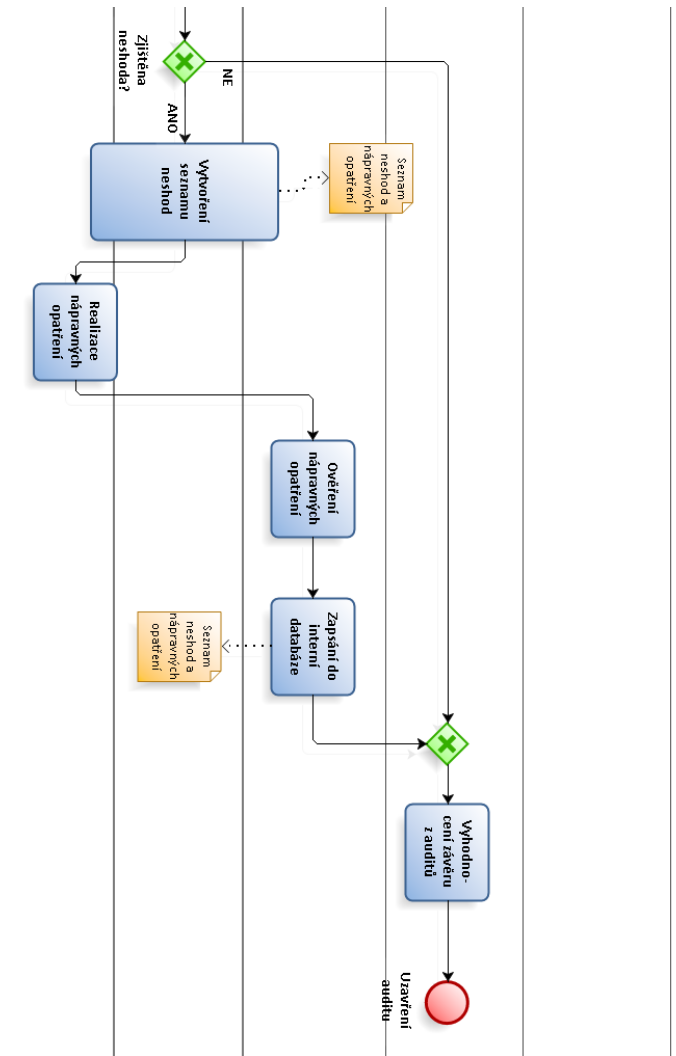 Zjištěna
neshoda?
NE
ANO
Vytvoření
seznamu
neshod
Seznam
neshod a
nápravných
opatření
Realizace
nápravných
opatření
Ověření
nápravných
opatření
Zapsání do
interní
databáze
Seznam
neshod a
nápravných
opatření
Vyhodno-
cení závěru
z auditů
Uzavření
auditu